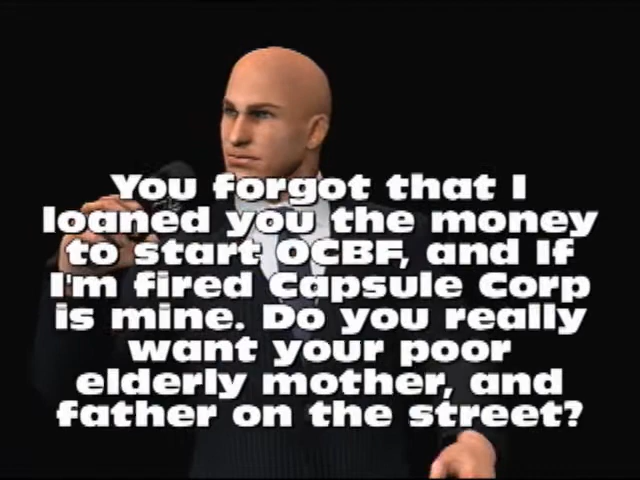 You forgot that I
loaned you the money
to start OCBF, and If
I'm fired Capsule Corp
is mine. Do you really
want your poor
elderly mother, and
father on the street?